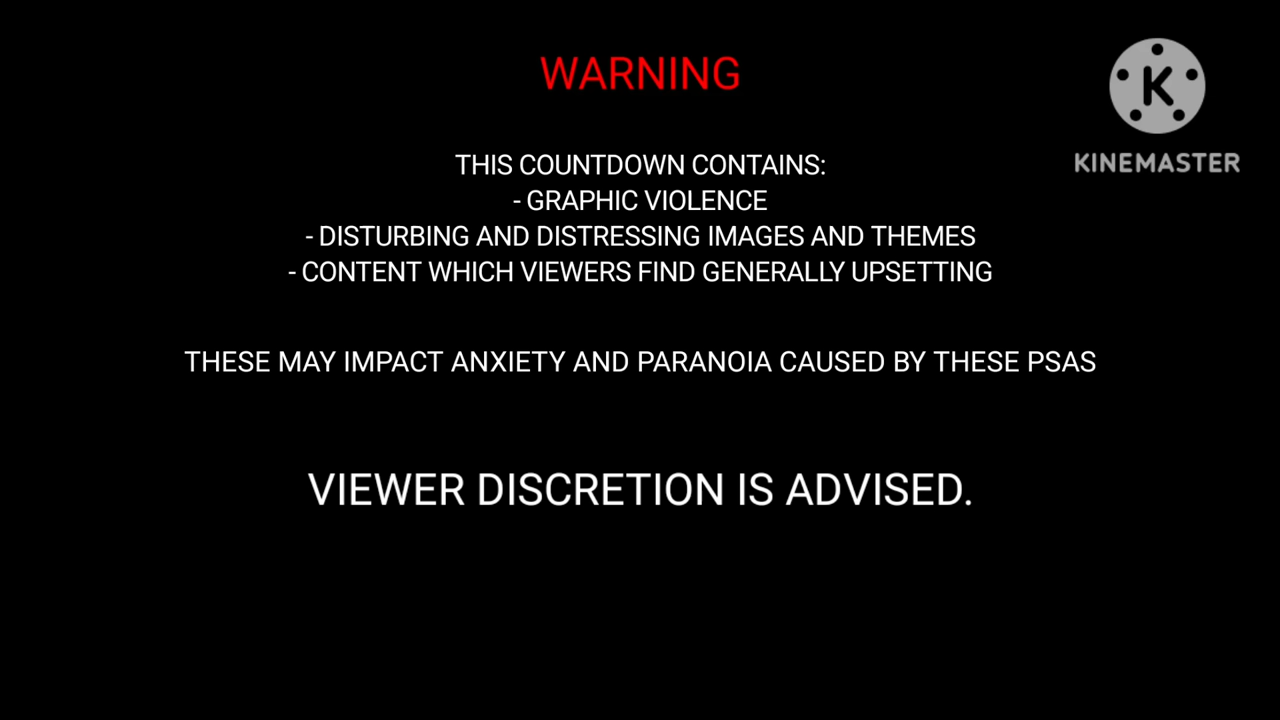 WARNING
THIS COUNTDOWN CONTAINS:
- GRAPHIC VIOLENCE
- DISTURBING AND DISTRESSING IMAGES AND THEMES
- CONTENT WHICH VIEWERS FIND GENERALLY UPSETTING
THESE MAY IMPACT ANXIETY AND PARANOIA CAUSED BY THESE PSAS
VIEWER DISCRETION IS ADVISED.
K
KINEMASTER